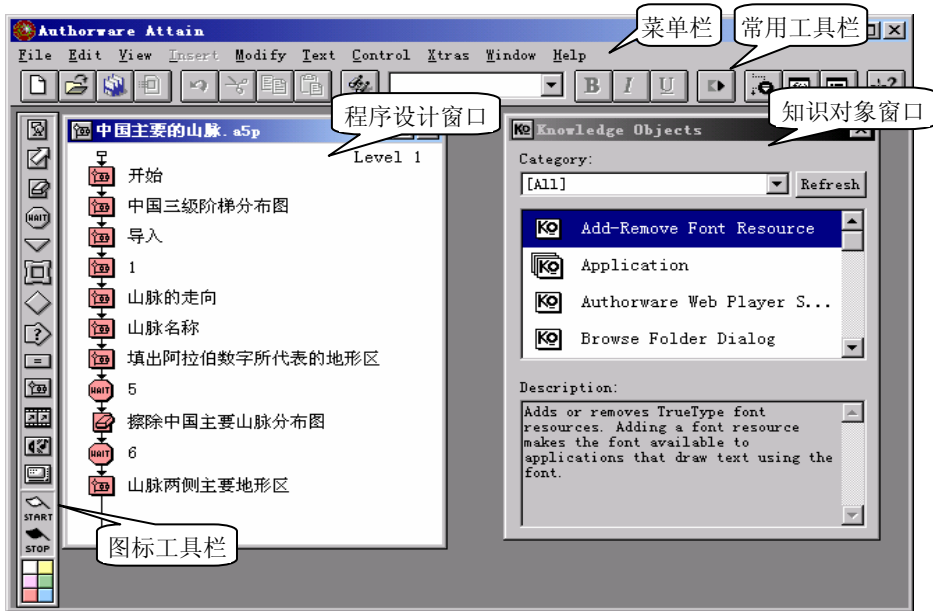 Authorware Attain
菜单栏
常用工具栏
File Edit View Insert Modify Text Control Xtras Window Help
B I U
程序设计窗口
知识对象窗口
中国主要的山脉. a5p
Level 1
开始
中国三级阶梯分布图
导入
1
山脉的走向
山脉名称
填出阿拉伯数字所代表的地形区
WAIT 5
擦除中国主要山脉分布图
WAIT 6
山脉两侧主要地形区
Knowledge Objects
Category:
[All] Refresh
KO Add-Remove Font Resource
KO Application
KO Authorware Web Player S...
KO Browse Folder Dialog
Description:
Adds or removes TrueType font
resources. Adding a font resource
makes the font available to
applications that draw text using the
font.
WAIT
START
STOP
图标工具栏